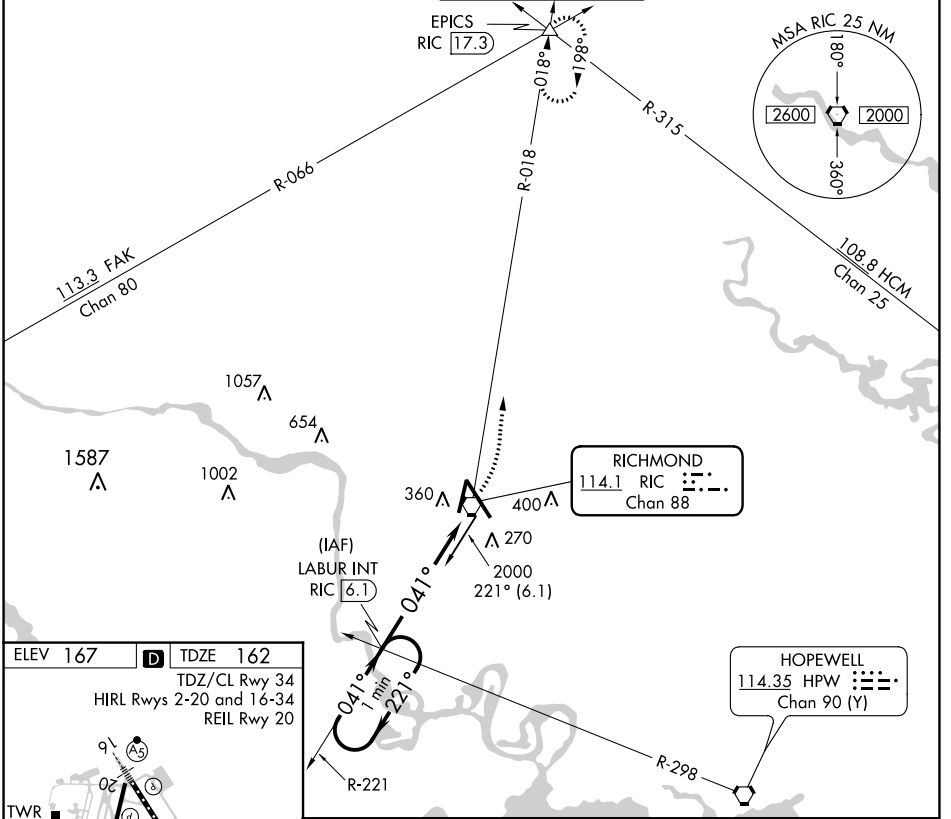 EPICS
RIC 17.3
018°
198°
MSA RIC 25 NM
180°
2600
2000
360°
R-315
R-066
R-018
113.3 FAK
Chan 80
108.8 HCM
Chan 25
1057
654
1587
1002
360
400
270
RICHMOND
114.1 RIC
Chan 88
(IAF)
LABUR INT
RIC 6.1
041°
2000
221° (6.1)
041°
1 min
221°
R-221
R-298
HOPEWELL
114.35 HPW
Chan 90 (Y)
ELEV 167 D TDZE 162
TDZ/CL Rwy 34
HIRL Rwys 2-20 and 16-34
REIL Rwy 20
16
A5
20
P
TWR